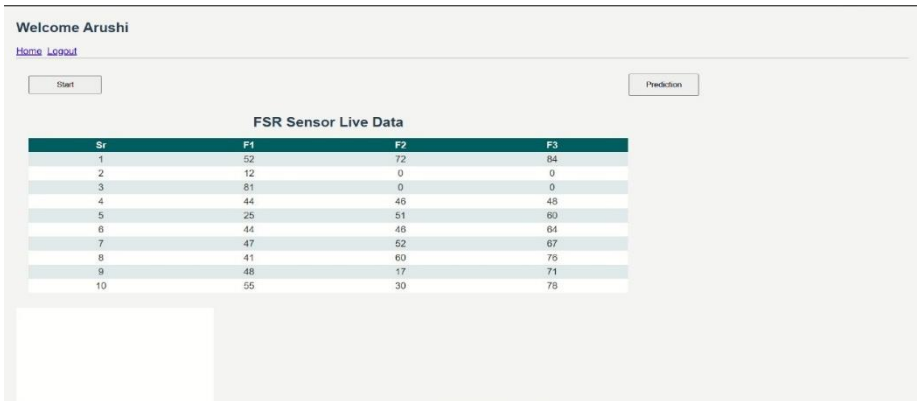 Welcome Arushi
Home Logout
Start Prediction
FSR Sensor Live Data
Sr F1 F2 F3
1 52 72 84
2 12 0 0
3 81 0 0
4 44 46 48
5 25 51 60
6 44 46 64
7 47 52 67
8 41 60 76
9 48 17 71
10 55 30 78